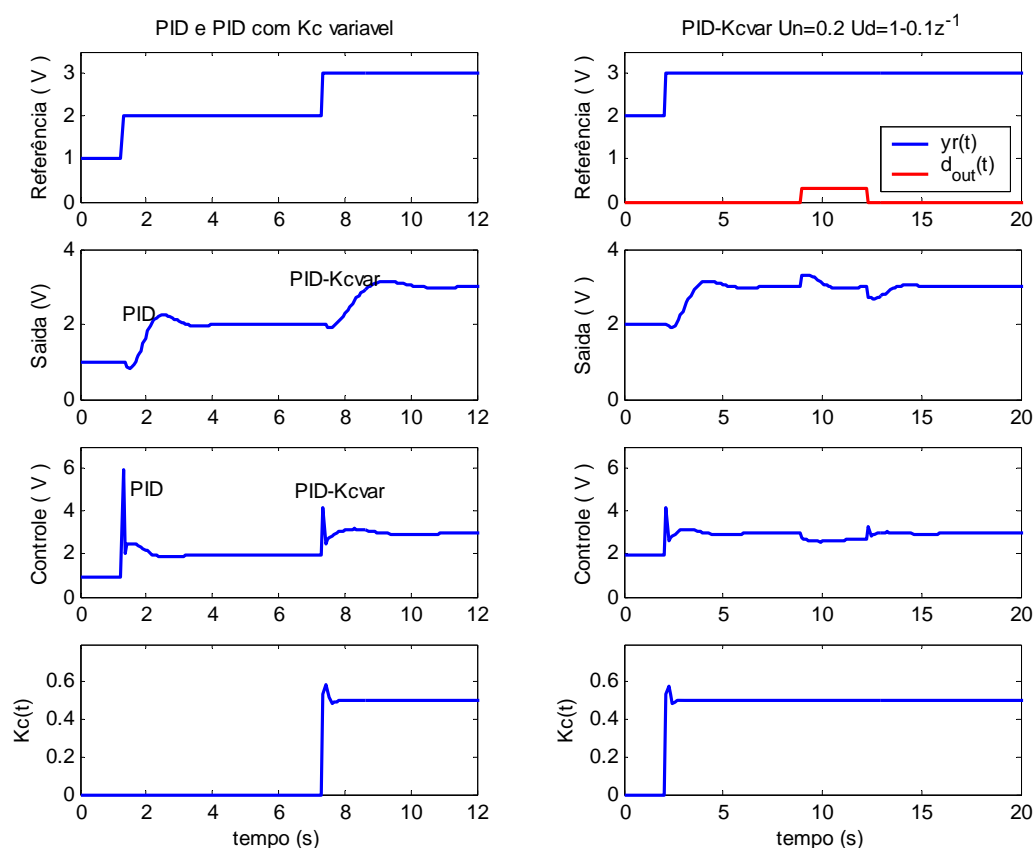 PID e PID com Kc variavel
3
2
1
0
Referência ( V )
0 2 4 6 8 10 12
PID-Kcvar Un=0.2 Ud=1-0.1z-1
3
2
1
0
Referência ( V )
yr(t)
dout(t)
0 5 10 15 20
4
2
0
Saida (V)
PID-Kcvar
PID
0 2 4 6 8 10 12
4
2
0
Saida ( V )
0 5 10 15 20
6
4
2
0
Controle ( V )
PID
PID-Kcvar
0 2 4 6 8 10 12
6
4
2
0
Controle ( V )
0 5 10 15 20
0.6
0.4
0.2
0
Kc(t)
0 2 4 6 8 10 12
tempo (s)
0.6
0.4
0.2
0
Kc(t)
0 5 10 15 20
tempo (s)